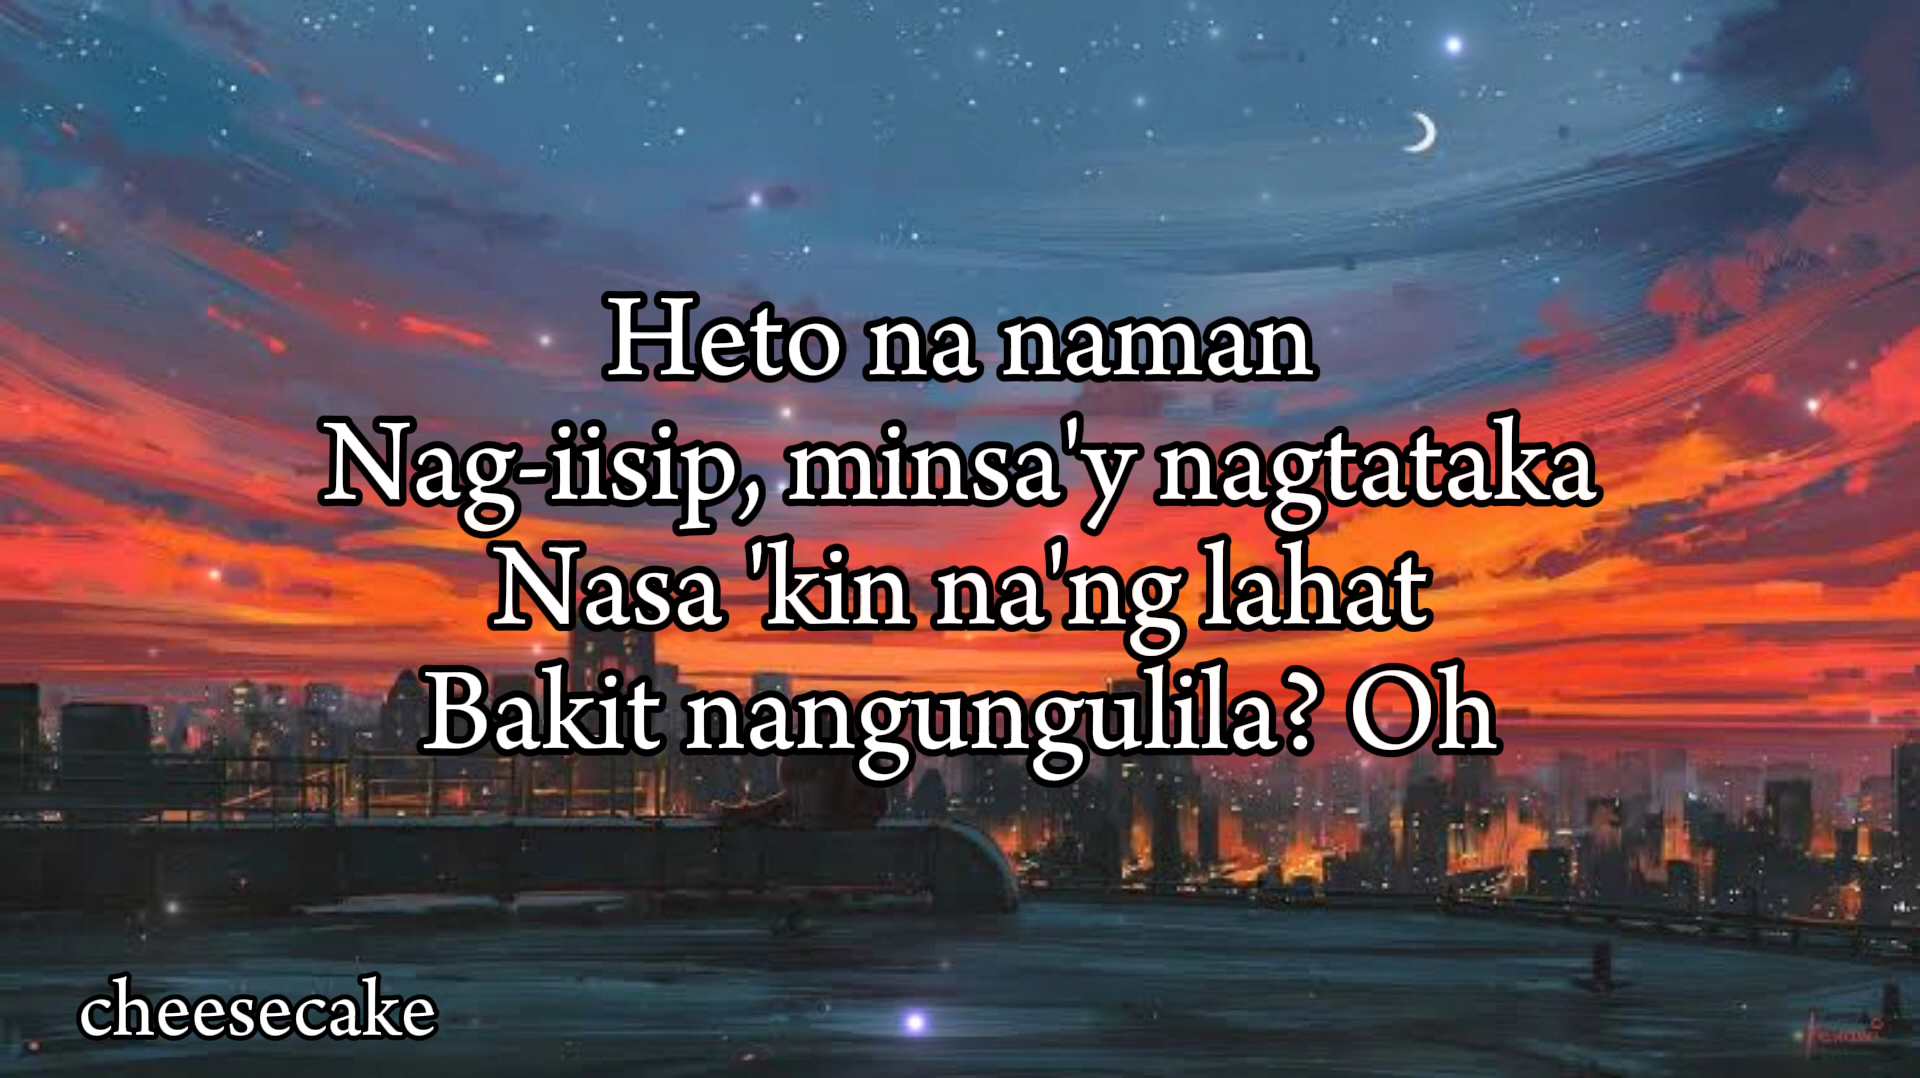 Heto na naman
Nag-iisip, minsa'y nagtataka
Nasa 'kin na'ng lahat
Bakit nangungulila? Oh
cheesecake